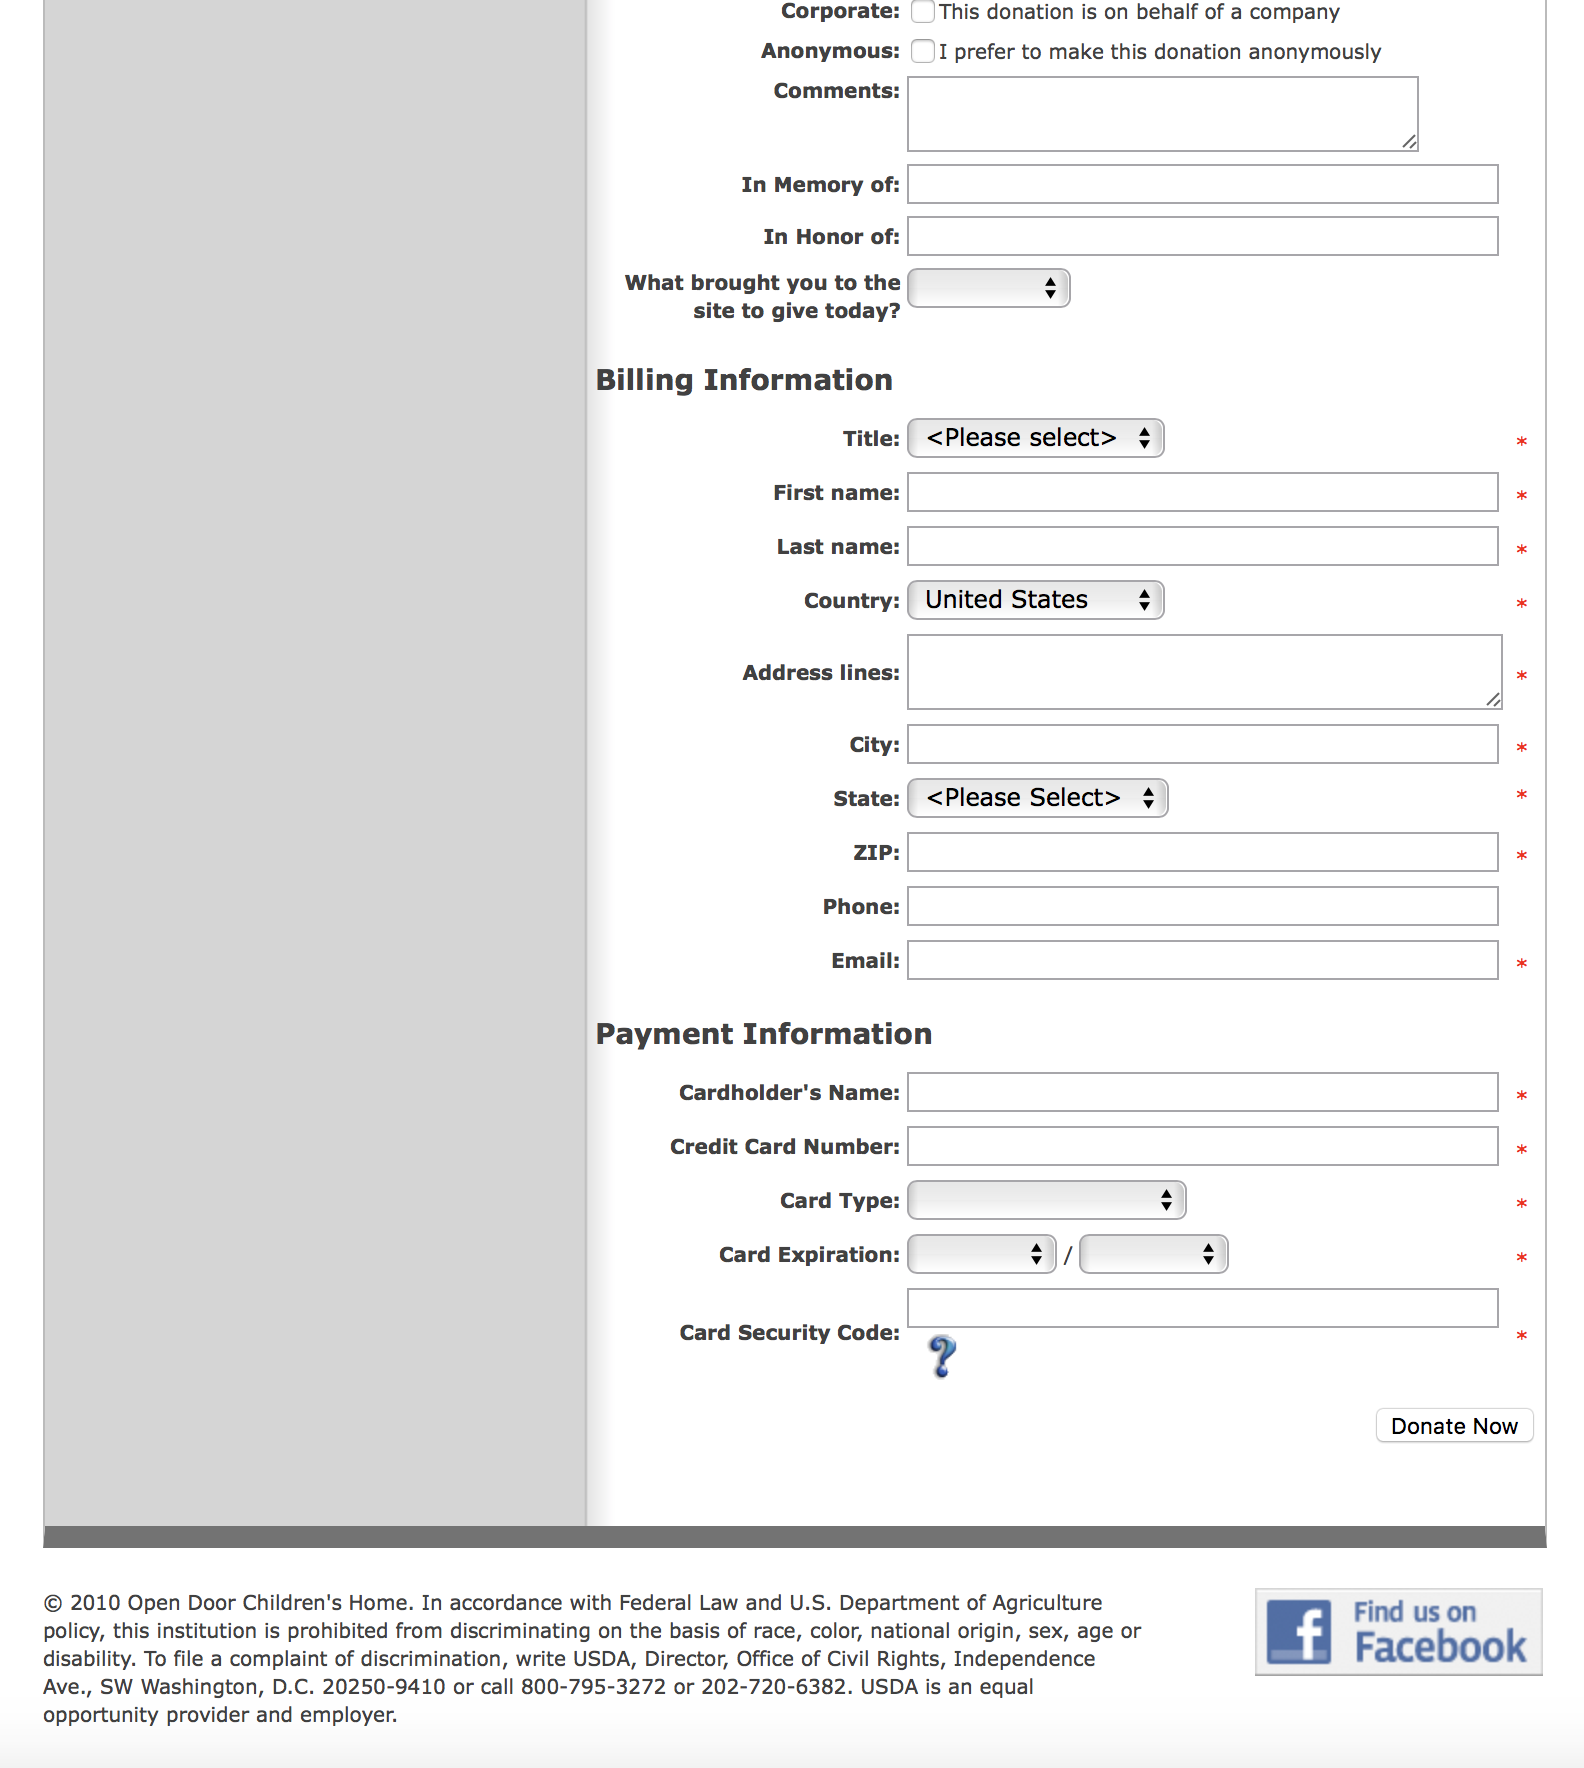 Corporate: This donation is on behalf of a company
Anonymous: I prefer to make this donation anonymously
Comments:
In Memory of:
In Honor of:
What brought you to the
site to give today?
Billing Information
Title: <Please select> *
First name: *
Last name: *
Country: United States *
Address lines: *
City: *
State: <Please Select> *
ZIP: *
Phone:
Email: *
Payment Information
Cardholder's Name: *
Credit Card Number: *
Card Type: *
Card Expiration: / *
Card Security Code: *
?
Donate Now
© 2010 Open Door Children's Home. In accordance with Federal Law and U.S. Department of Agriculture
policy, this institution is prohibited from discriminating on the basis of race, color, national origin, sex, age or
disability. To file a complaint of discrimination, write USDA, Director, Office of Civil Rights, Independence
Ave., SW Washington, D.C. 20250-9410 or call 800-795-3272 or 202-720-6382. USDA is an equal
opportunity provider and employer.
f
Find us on
Facebook